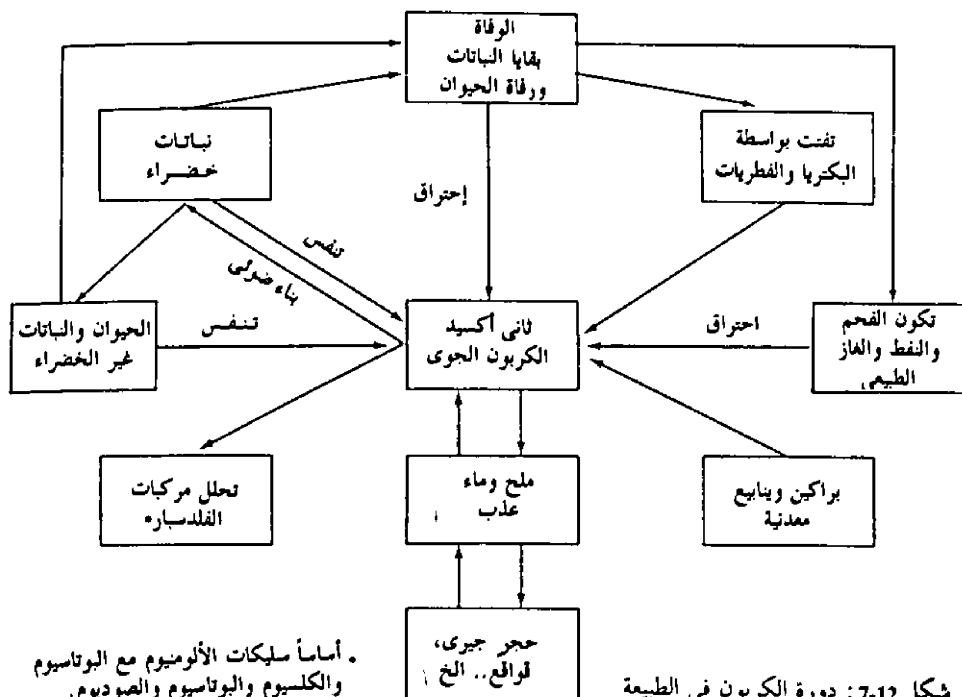 الوفاة
بقايا النباتات
ورفاة الحيوان
نباتات
خضراء
تفتت بواسطة
البكتريا والفطريات
إحتراق
تنفس
بناء ضوئى
الحيوان والنباتات
غير الخضراء
تنفس
ثانى أكسيد
الكربون الجوى
احتراق
تكون الفحم
والنفط والغاز
الطبيعى
تحلل مركبات
الفلدسبار•
ملح وماء
عذب
براكين وينابيع
معدنية
حجر جيرى،
قواقع.. الخ
• أساساً سليكات الألومنيوم مع البوتاسيوم
والكلسيوم والبوتاسيوم والصوديوم.
شكل 12-7: دورة الكربون فى الطبيعة